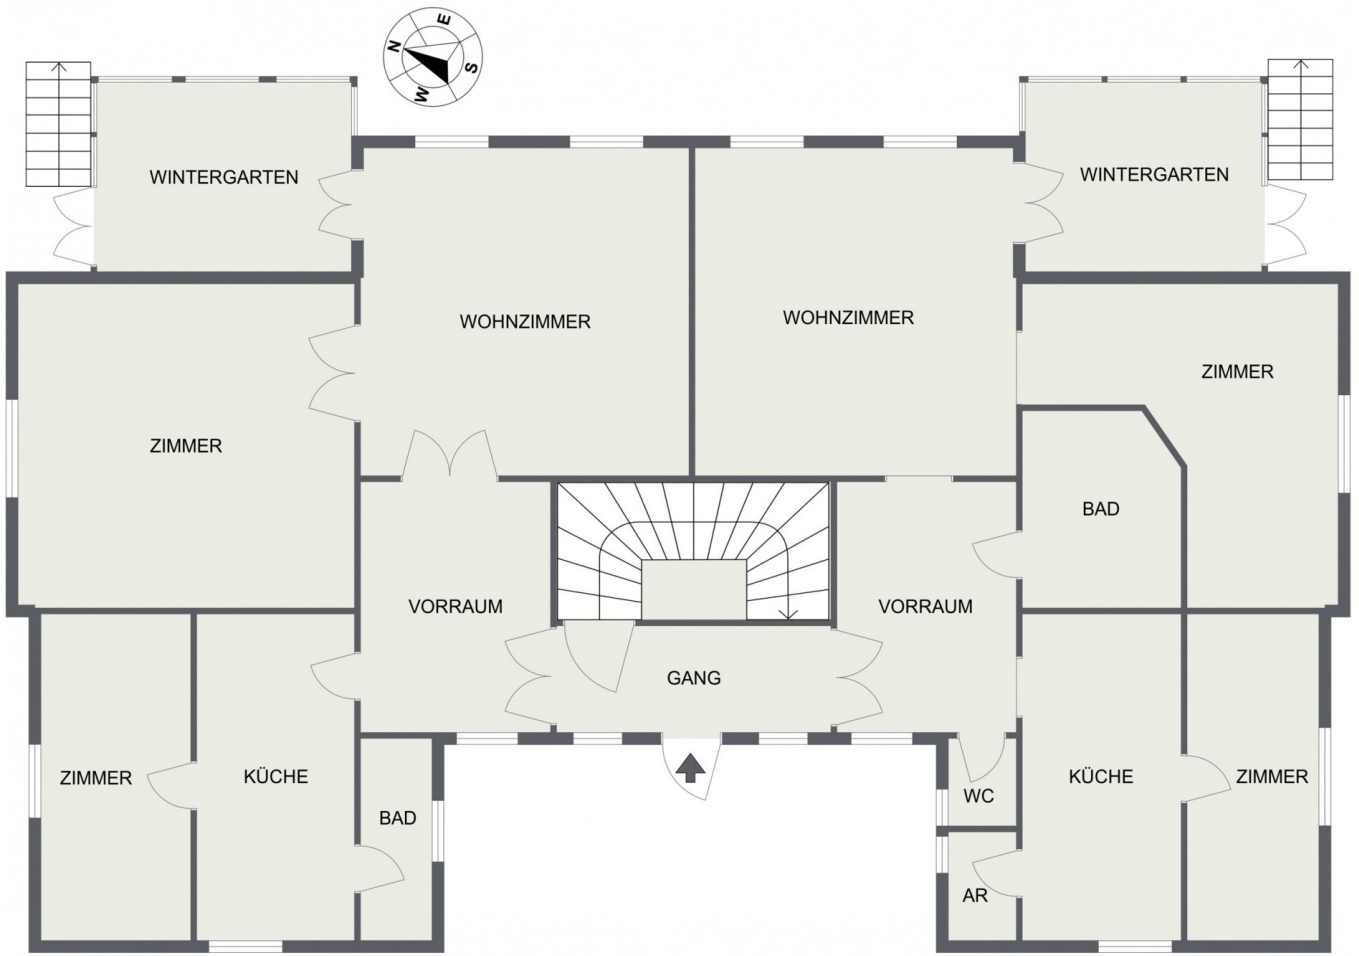 E
N
S
W
WINTERGARTEN
WINTERGARTEN
WOHNZIMMER
WOHNZIMMER
ZIMMER
ZIMMER
BAD
VORRAUM
VORRAUM
GANG
ZIMMER
KÜCHE
BAD
WC
KÜCHE
ZIMMER
AR